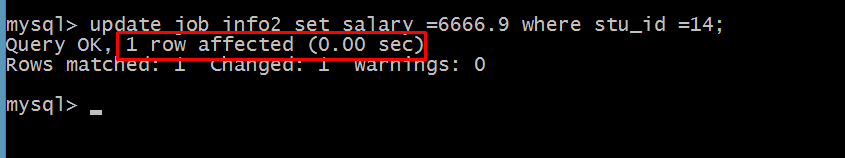 mysql> update job_info2 set salary =6666.9 where stu_id =14;
Query OK, 1 row affected (0.00 sec)
Rows matched: 1  Changed: 1  Warnings: 0
mysql> _